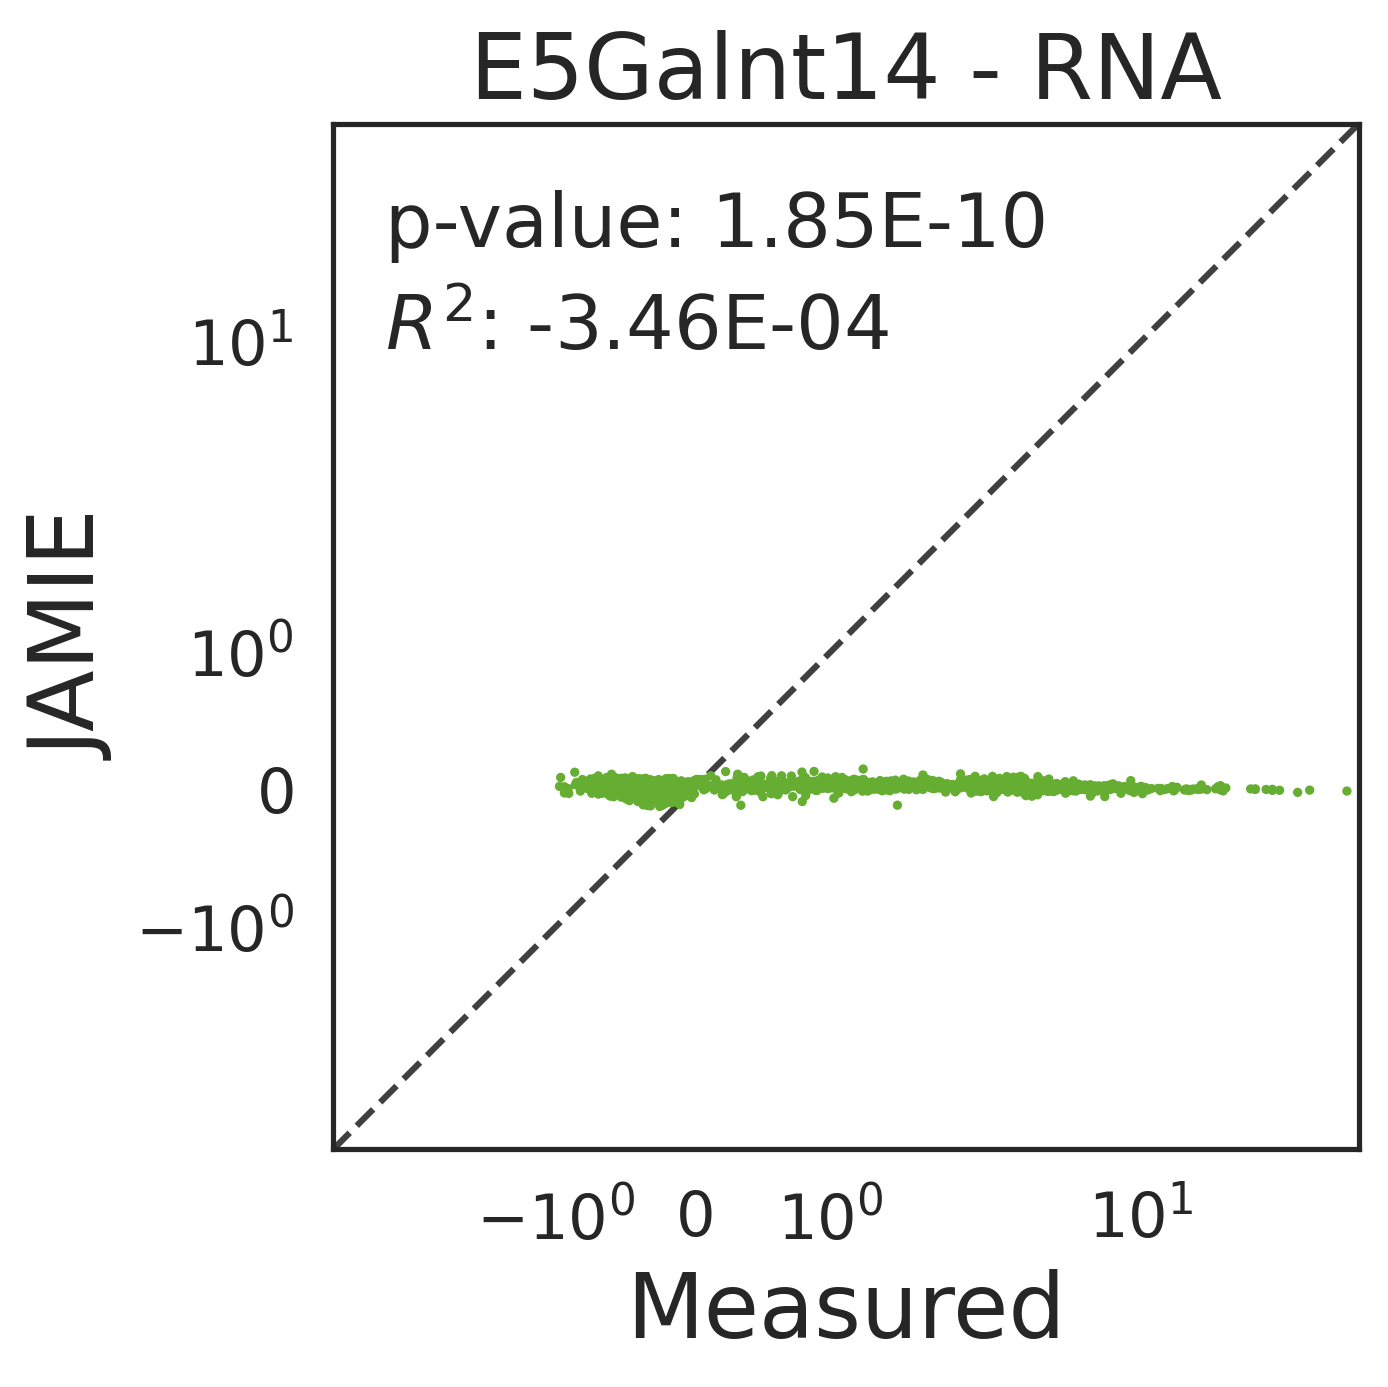 E5Galnt14 - RNA
p-value: 1.85E-10
R²: -3.46E-04
JAMIE
10¹
10⁰
0
−10⁰
−10⁰ 0 10⁰ 10¹
Measured